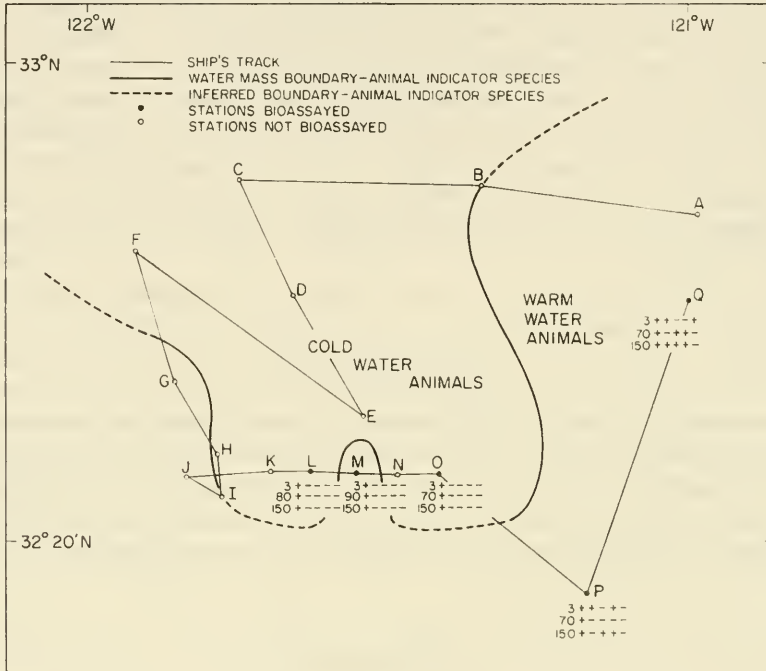 122°W
121°W
33°N
SHIP'S TRACK
WATER MASS BOUNDARY-ANIMAL INDICATOR SPECIES
INFERRED BOUNDARY-ANIMAL INDICATOR SPECIES
STATIONS BIOASSAYED
STATIONS NOT BIOASSAYED
C
B
A
F
D
Q
WARM
WATER
ANIMALS
3
70
150
COLD
WATER
ANIMALS
G
E
H
J
K
L
M
N
O
I
3 + - - - -
80 + - - - -
150 + - - - -
3 + - - - -
90 + - - - -
150 + - - - -
3 + - - - -
70 + - - - -
150 + - - - -
32°20'N
P
3
70 + - - - -
150